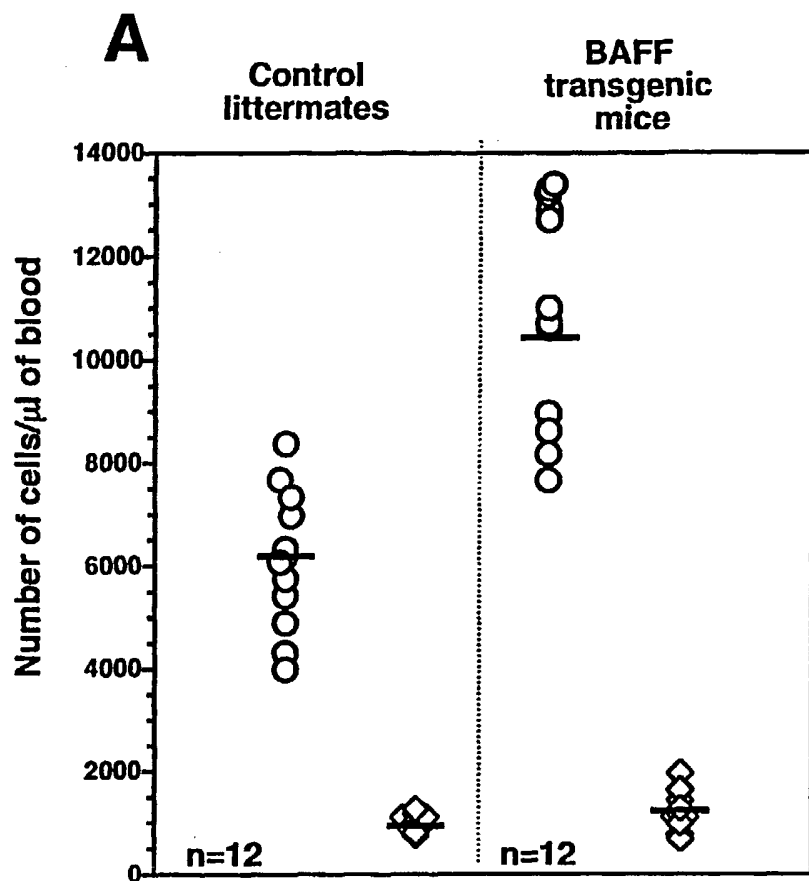 A
Control
littermates
BAFF
transgenic
mice
Number of cells/µl of blood
14000
12000
10000
8000
6000
4000
2000
0
n=12
n=12